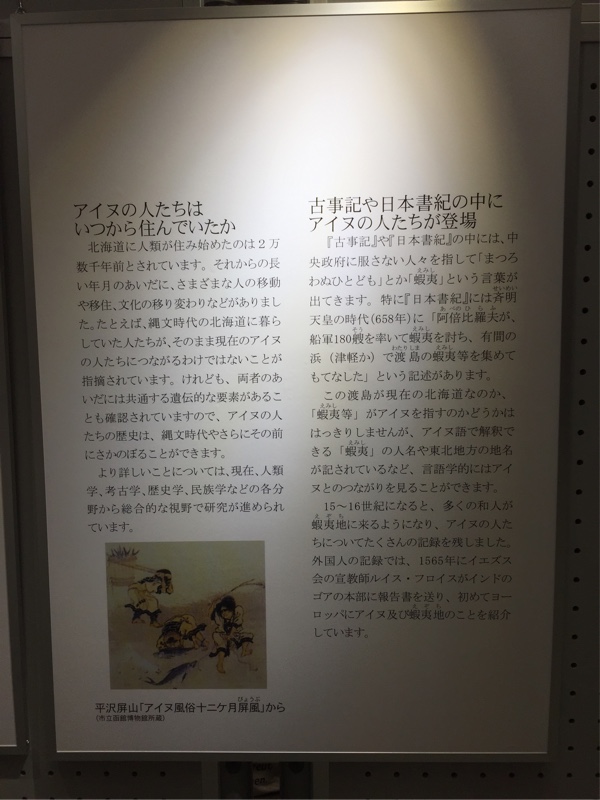 アイヌの人たちは
いつから住んでいたか
北海道に人類が住み始めたのは２万
数千年前とされています。それからの長
い年月のあいだに、さまざまな人の移動
や移住、文化の移り変わりなどがありまし
た。たとえば、縄文時代の北海道に暮ら
していた人たちが、そのまま現在のアイヌ
の人たちにつながるわけではないことが
指摘されています。けれども、両者のあ
いだには共通する遺伝的な要素があるこ
とも確認されていますので、アイヌの人
たちの歴史は、縄文時代やさらにその前
にさかのぼることができます。
より詳しいことについては、現在、人類
学、考古学、歴史学、民族学などの各分
野から総合的な視野で研究が進められ
ています。
平沢屏山「アイヌ風俗十二ケ月屏風」から
（市立函館博物館所蔵）
古事記や日本書紀の中に
アイヌの人たちが登場
『古事記』や『日本書紀』の中には、中
央政府に服さない人々を指して「まつろ
わぬひとども」とか「蝦夷」という言葉が
出てきます。特に『日本書紀』には斉明
天皇の時代(658年)に「阿倍比羅夫が、
船軍180艘を率いて蝦夷を討ち、有間の
浜（津軽か）で渡島の蝦夷等を集めて
もてなした」という記述があります。
この渡島が現在の北海道なのか、
「蝦夷等」がアイヌを指すのかどうかは
はっきりしませんが、アイヌ語で解釈で
きる「蝦夷」の人名や東北地方の地名
が記されているなど、言語学的にはアイ
ヌとのつながりを見ることができます。
15～16世紀になると、多くの和人が
蝦夷地に来るようになり、アイヌの人た
ちについてたくさんの記録を残しました。
外国人の記録では、1565年にイエズス
会の宣教師ルイス・フロイスがインドの
ゴアの本部に報告書を送り、初めてヨー
ロッパにアイヌ及び蝦夷地のことを紹介
しています。